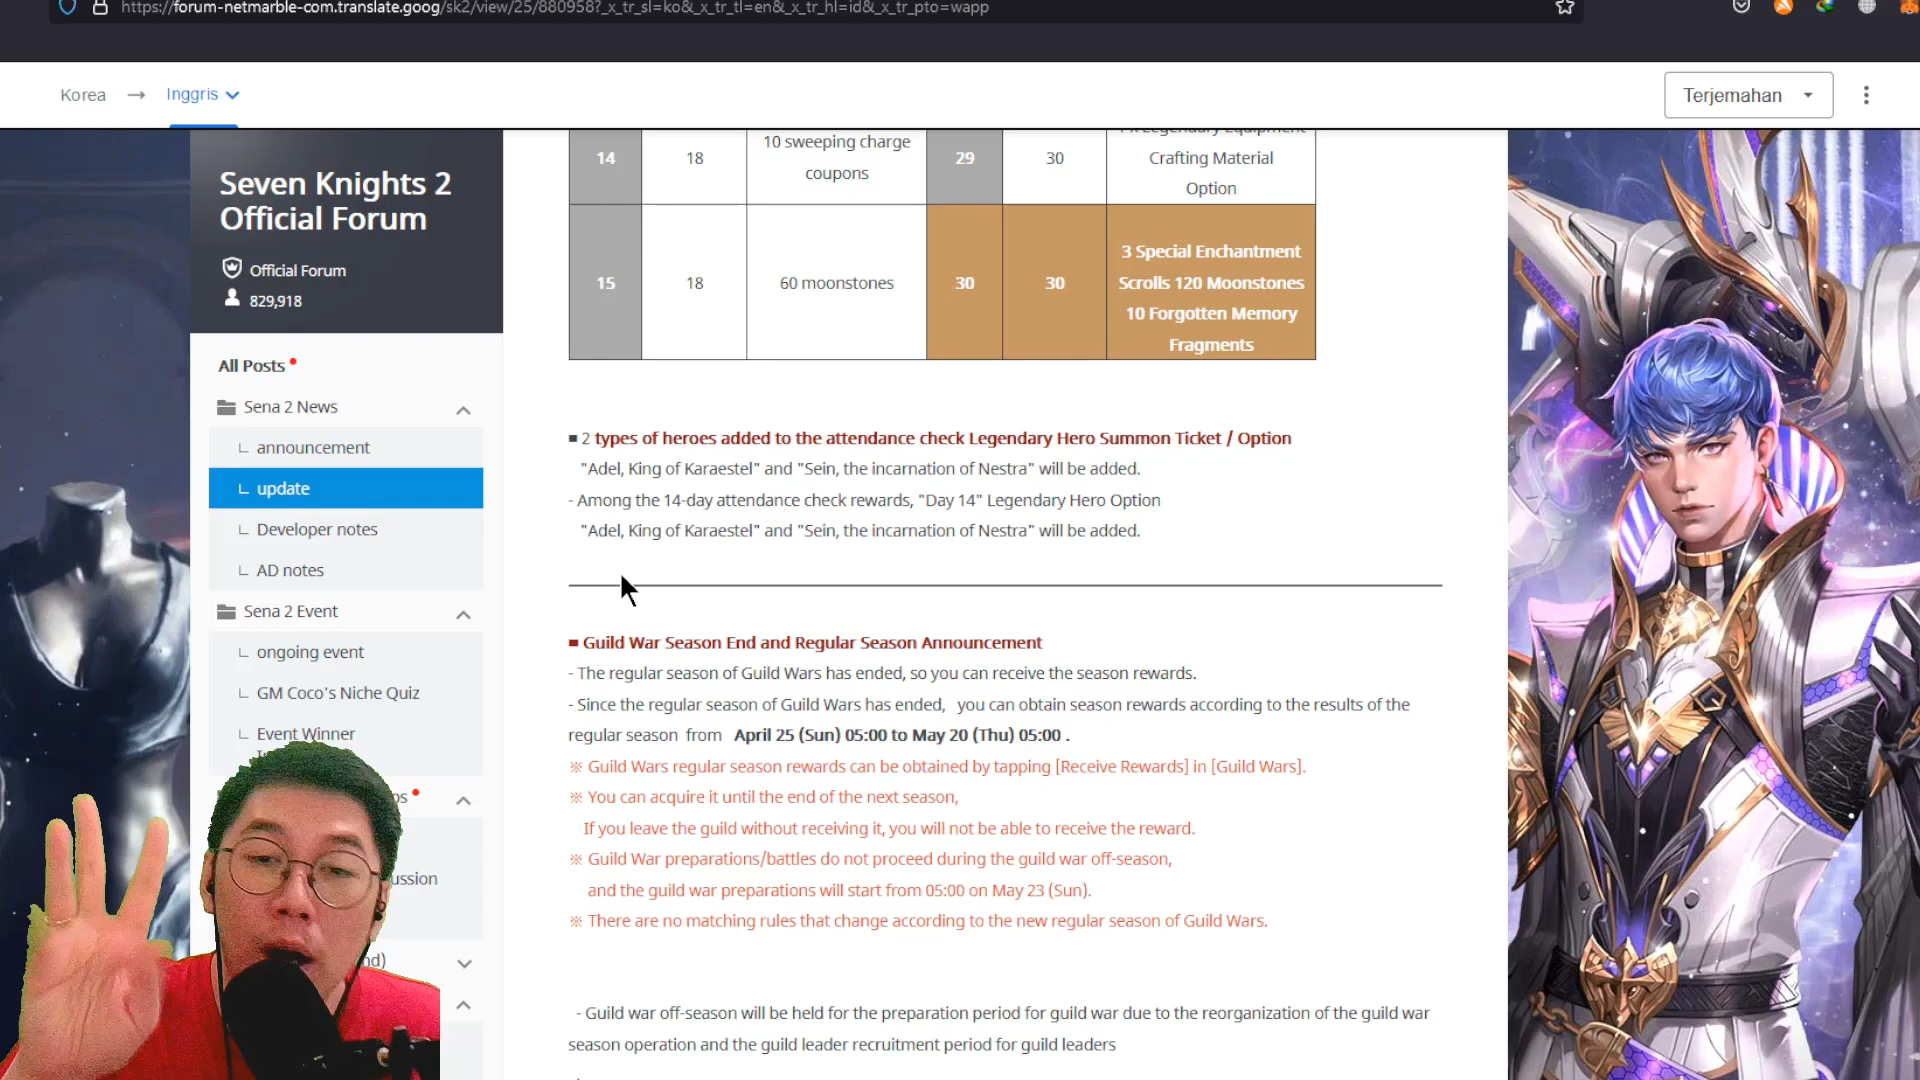 https://forum-netmarble-com.translate.goog/sk2/view/25/880958?_x_tr_sl=ko&_x_tr_tl=en&_x_tr_hl=id&_x_tr_pto=wapp
Korea → Inggris
Terjemahan
Seven Knights 2
Official Forum
Official Forum
829,918
All Posts
Sena 2 News
announcement
update
Developer notes
AD notes
Sena 2 Event
ongoing event
GM Coco's Niche Quiz
Event Winner
14 18 10 sweeping charge coupons 29 30 Legendary Equipment
Crafting Material
Option
15 18 60 moonstones 30 30 3 Special Enchantment
Scrolls 120 Moonstones
10 Forgotten Memory
Fragments
■ 2 types of heroes added to the attendance check Legendary Hero Summon Ticket / Option
"Adel, King of Karaestel" and "Sein, the incarnation of Nestra" will be added.
- Among the 14-day attendance check rewards, "Day 14" Legendary Hero Option
"Adel, King of Karaestel" and "Sein, the incarnation of Nestra" will be added.
■ Guild War Season End and Regular Season Announcement
- The regular season of Guild Wars has ended, so you can receive the season rewards.
- Since the regular season of Guild Wars has ended, you can obtain season rewards according to the results of the
regular season from April 25 (Sun) 05:00 to May 20 (Thu) 05:00 .
※ Guild Wars regular season rewards can be obtained by tapping [Receive Rewards] in [Guild Wars].
※ You can acquire it until the end of the next season,
If you leave the guild without receiving it, you will not be able to receive the reward.
※ Guild War preparations/battles do not proceed during the guild war off-season,
and the guild war preparations will start from 05:00 on May 23 (Sun).
※ There are no matching rules that change according to the new regular season of Guild Wars.
- Guild war off-season will be held for the preparation period for guild war due to the reorganization of the guild war
season operation and the guild leader recruitment period for guild leaders